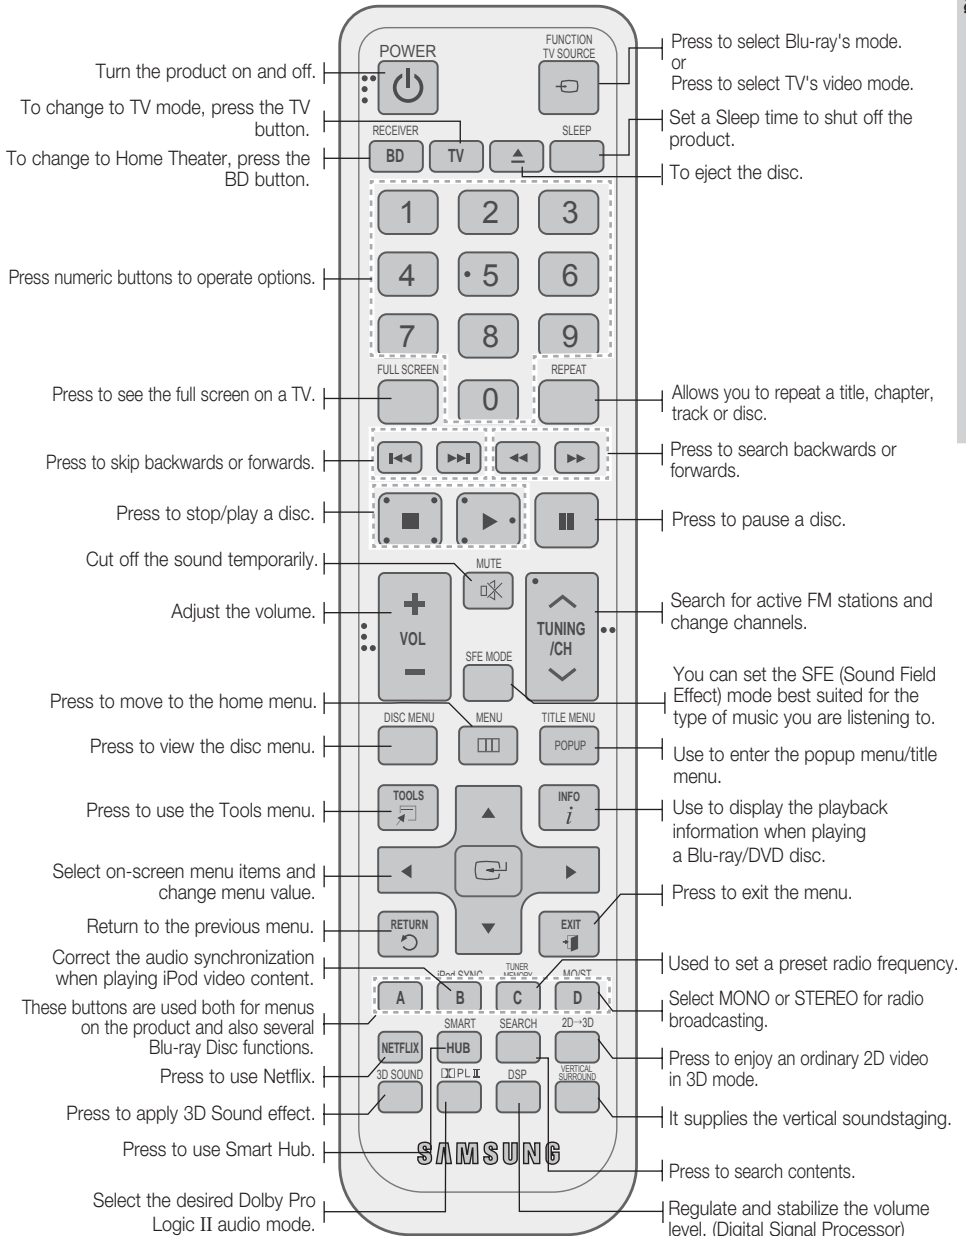 POWER
FUNCTION
TV SOURCE
Press to select Blu-ray's mode.
or
Press to select TV's video mode.
Turn the product on and off.
To change to TV mode, press the TV
button.
RECEIVER
SLEEP
Set a Sleep time to shut off the
product.
BD
TV
To change to Home Theater, press the
BD button.
To eject the disc.
1
2
3
Press numeric buttons to operate options.
4
5
6
7
8
9
FULL SCREEN
REPEAT
Press to see the full screen on a TV.
0
Allows you to repeat a title, chapter,
track or disc.
Press to skip backwards or forwards.
Press to search backwards or
forwards.
Press to stop/play a disc.
Press to pause a disc.
Cut off the sound temporarily.
MUTE
Adjust the volume.
VOL
TUNING
/CH
Search for active FM stations and
change channels.
SFE MODE
You can set the SFE (Sound Field
Effect) mode best suited for the
type of music you are listening to.
Press to move to the home menu.
DISC MENU
MENU
TITLE MENU
POPUP
Press to view the disc menu.
Use to enter the popup menu/title
menu.
Press to use the Tools menu.
TOOLS
INFO
i
Use to display the playback
information when playing
a Blu-ray/DVD disc.
Select on-screen menu items and
change menu value.
Press to exit the menu.
Return to the previous menu.
RETURN
EXIT
Correct the audio synchronization
when playing iPod video content.
iPod SYNC
TUNER
MEMORY
MO/ST
Used to set a preset radio frequency.
A
B
C
D
These buttons are used both for menus
on the product and also several
Blu-ray Disc functions.
Select MONO or STEREO for radio
broadcasting.
SMART
SEARCH
2D→3D
NETFLIX
HUB
Press to use Netflix.
Press to enjoy an ordinary 2D video
in 3D mode.
3D SOUND
PL II
DSP
VERTICAL
SURROUND
Press to apply 3D Sound effect.
It supplies the vertical soundstaging.
Press to use Smart Hub.
SAMSUNG
Press to search contents.
Select the desired Dolby Pro
Logic II audio mode.
Regulate and stabilize the volume
level. (Digital Signal Processor)